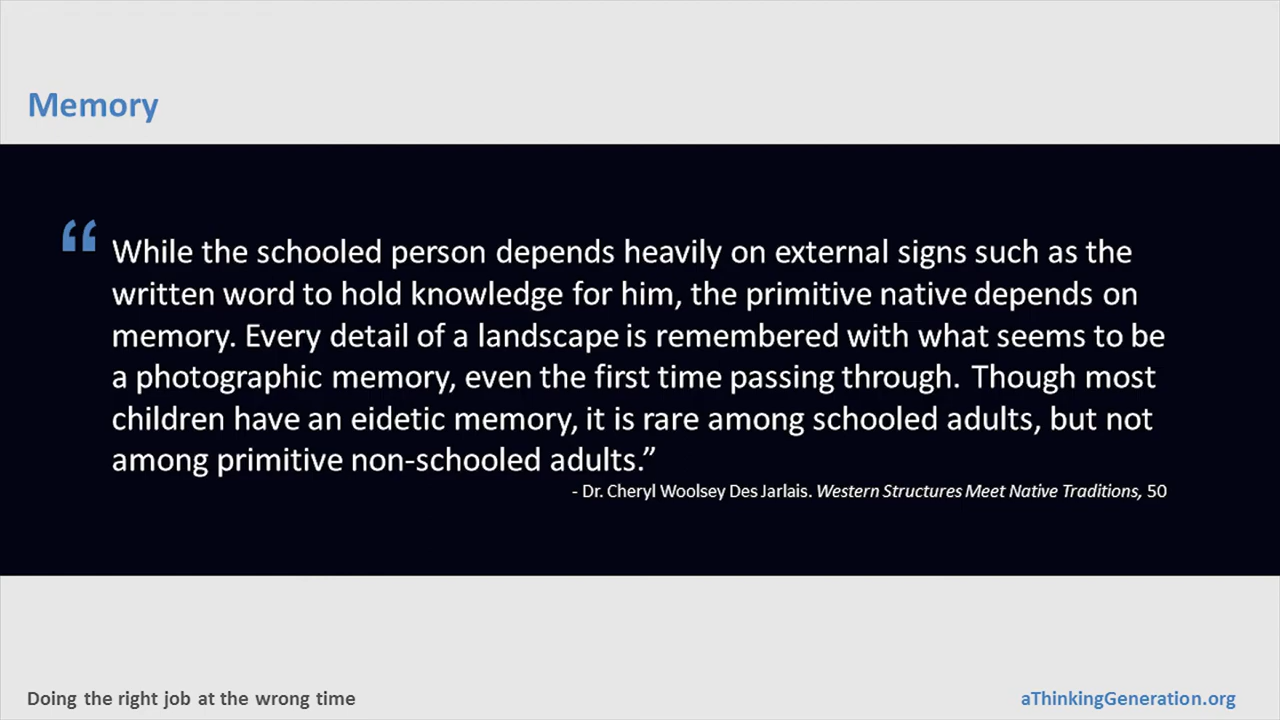 Memory
“ While the schooled person depends heavily on external signs such as the
written word to hold knowledge for him, the primitive native depends on
memory. Every detail of a landscape is remembered with what seems to be
a photographic memory, even the first time passing through. Though most
children have an eidetic memory, it is rare among schooled adults, but not
among primitive non-schooled adults.”
- Dr. Cheryl Woolsey Des Jarlais. Western Structures Meet Native Traditions, 50
Doing the right job at the wrong time
aThinkingGeneration.org